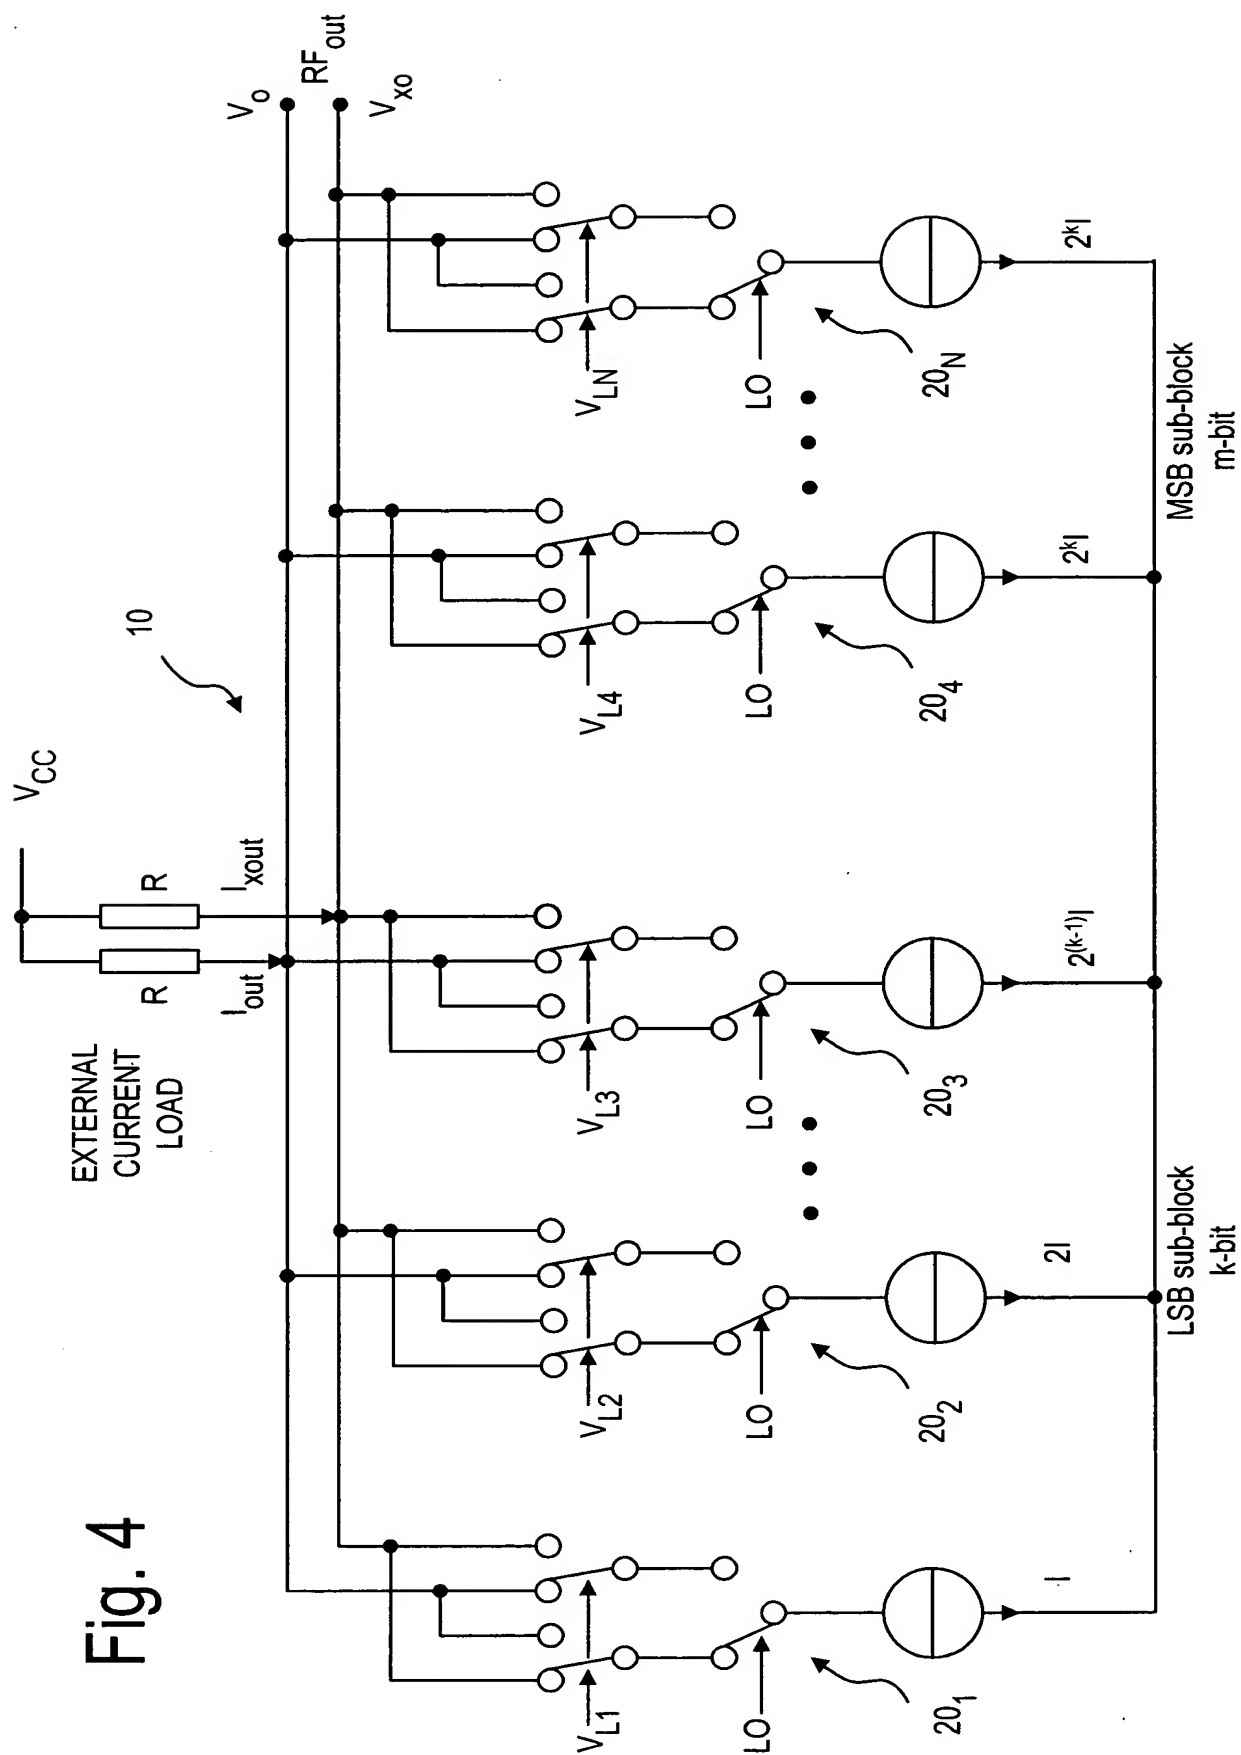 Fig. 4
EXTERNAL
CURRENT
LOAD
V_CC
R
R
I_out
I_xout
10
V_o
RF_out
V_xo
V_L1
V_L2
V_L3
V_L4
V_LN
LO
LO
LO
LO
LO
20_1
20_2
20_3
20_4
20_N
I
2I
2^(k-1)I
2^kI
2^kI
LSB sub-block
k-bit
MSB sub-block
m-bit